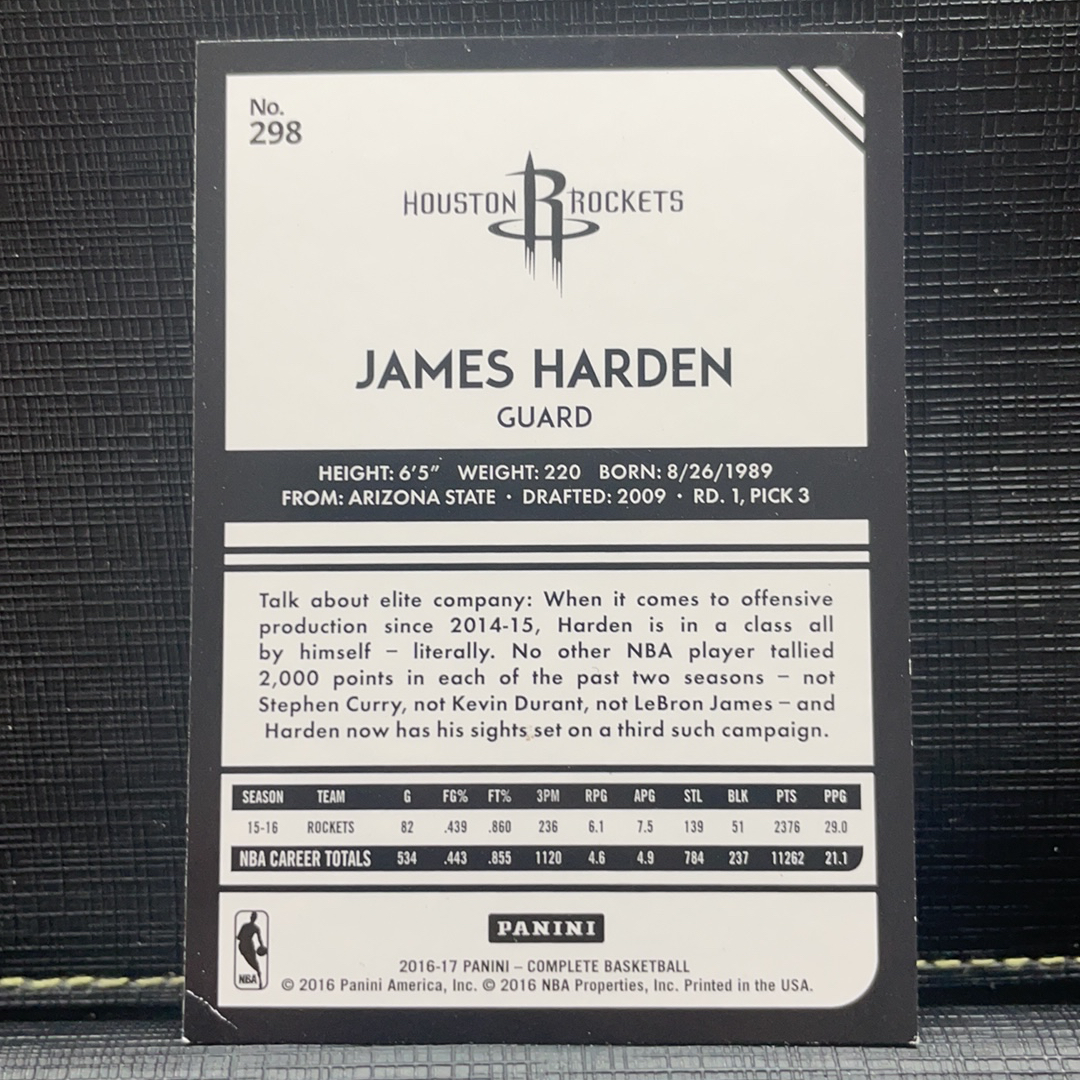 No.
298
HOUSTON R ROCKETS
JAMES HARDEN
GUARD
HEIGHT: 6'5” WEIGHT: 220 BORN: 8/26/1989
FROM: ARIZONA STATE • DRAFTED: 2009 • RD. 1, PICK 3
Talk about elite company: When it comes to offensive
production since 2014-15, Harden is in a class all
by himself – literally. No other NBA player tallied
2,000 points in each of the past two seasons – not
Stephen Curry, not Kevin Durant, not LeBron James – and
Harden now has his sights set on a third such campaign.
SEASON TEAM G FG% FT% 3PM RPG APG STL BLK PTS PPG
15-16 ROCKETS 82 .439 .860 236 6.1 7.5 139 51 2376 29.0
NBA CAREER TOTALS 534 .443 .855 1120 4.6 4.9 784 237 11262 21.1
NBA
PANINI
2016-17 PANINI – COMPLETE BASKETBALL
© 2016 Panini America, Inc. © 2016 NBA Properties, Inc. Printed in the USA.